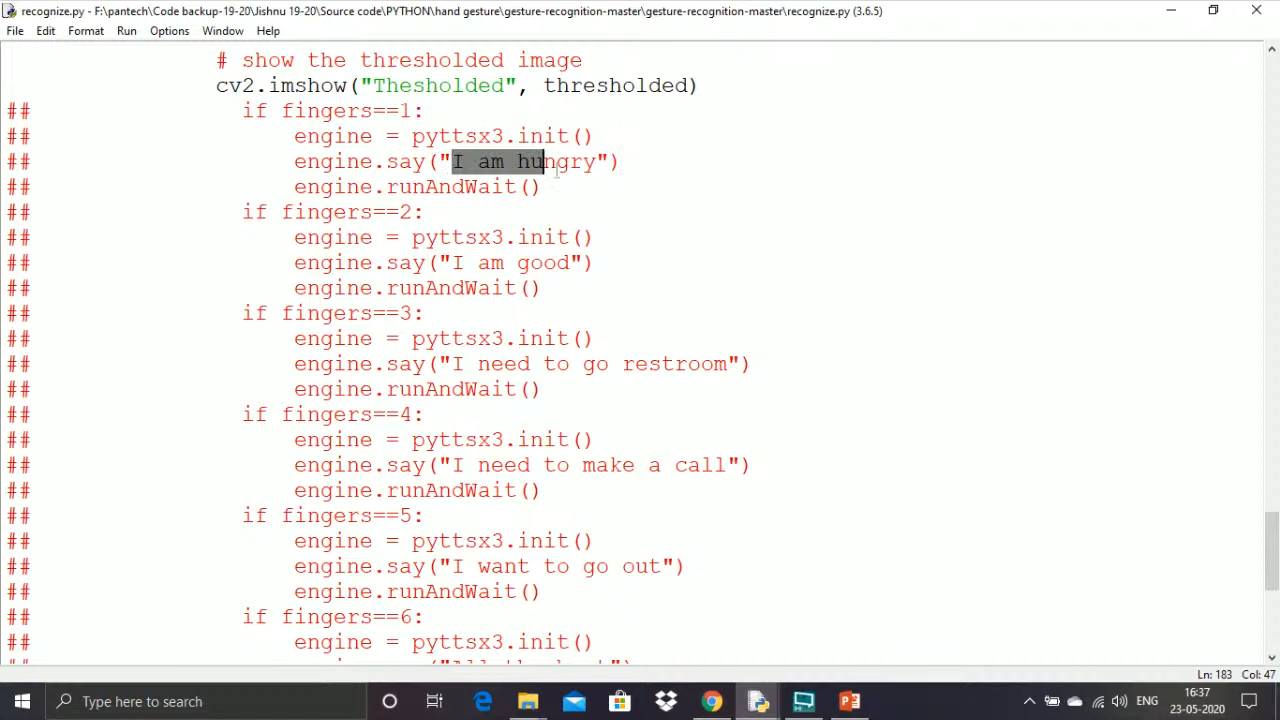 recognize.py - F:\pantech\Code backup-19-20\Jishnu 19-20\Source code\PYTHON\hand gesture\gesture-recognition-master\gesture-recognition-master\recognize.py (3.6.5)
File Edit Format Run Options Window Help
# show the thresholded image
cv2.imshow("Thesholded", thresholded)
## if fingers==1:
## engine = pyttsx3.init()
## engine.say("I am hungry")
## engine.runAndWait()
## if fingers==2:
## engine = pyttsx3.init()
## engine.say("I am good")
## engine.runAndWait()
## if fingers==3:
## engine = pyttsx3.init()
## engine.say("I need to go restroom")
## engine.runAndWait()
## if fingers==4:
## engine = pyttsx3.init()
## engine.say("I need to make a call")
## engine.runAndWait()
## if fingers==5:
## engine = pyttsx3.init()
## engine.say("I want to go out")
## engine.runAndWait()
## if fingers==6:
## engine = pyttsx3.init()
Ln: 183 Col: 47
Type here to search
ENG
16:37
23-05-2020